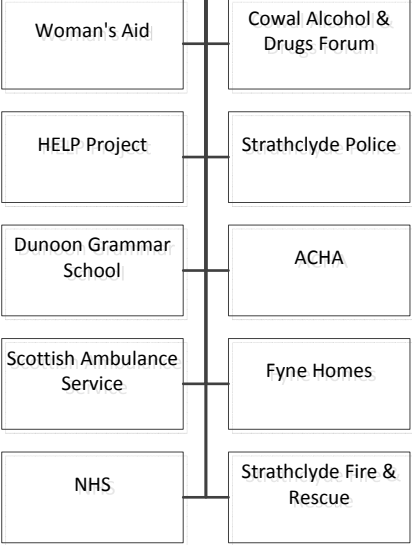 Woman's Aid
Cowal Alcohol &
Drugs Forum
HELP Project
Strathclyde Police
Dunoon Grammar
School
ACHA
Scottish Ambulance
Service
Fyne Homes
NHS
Strathclyde Fire &
Rescue